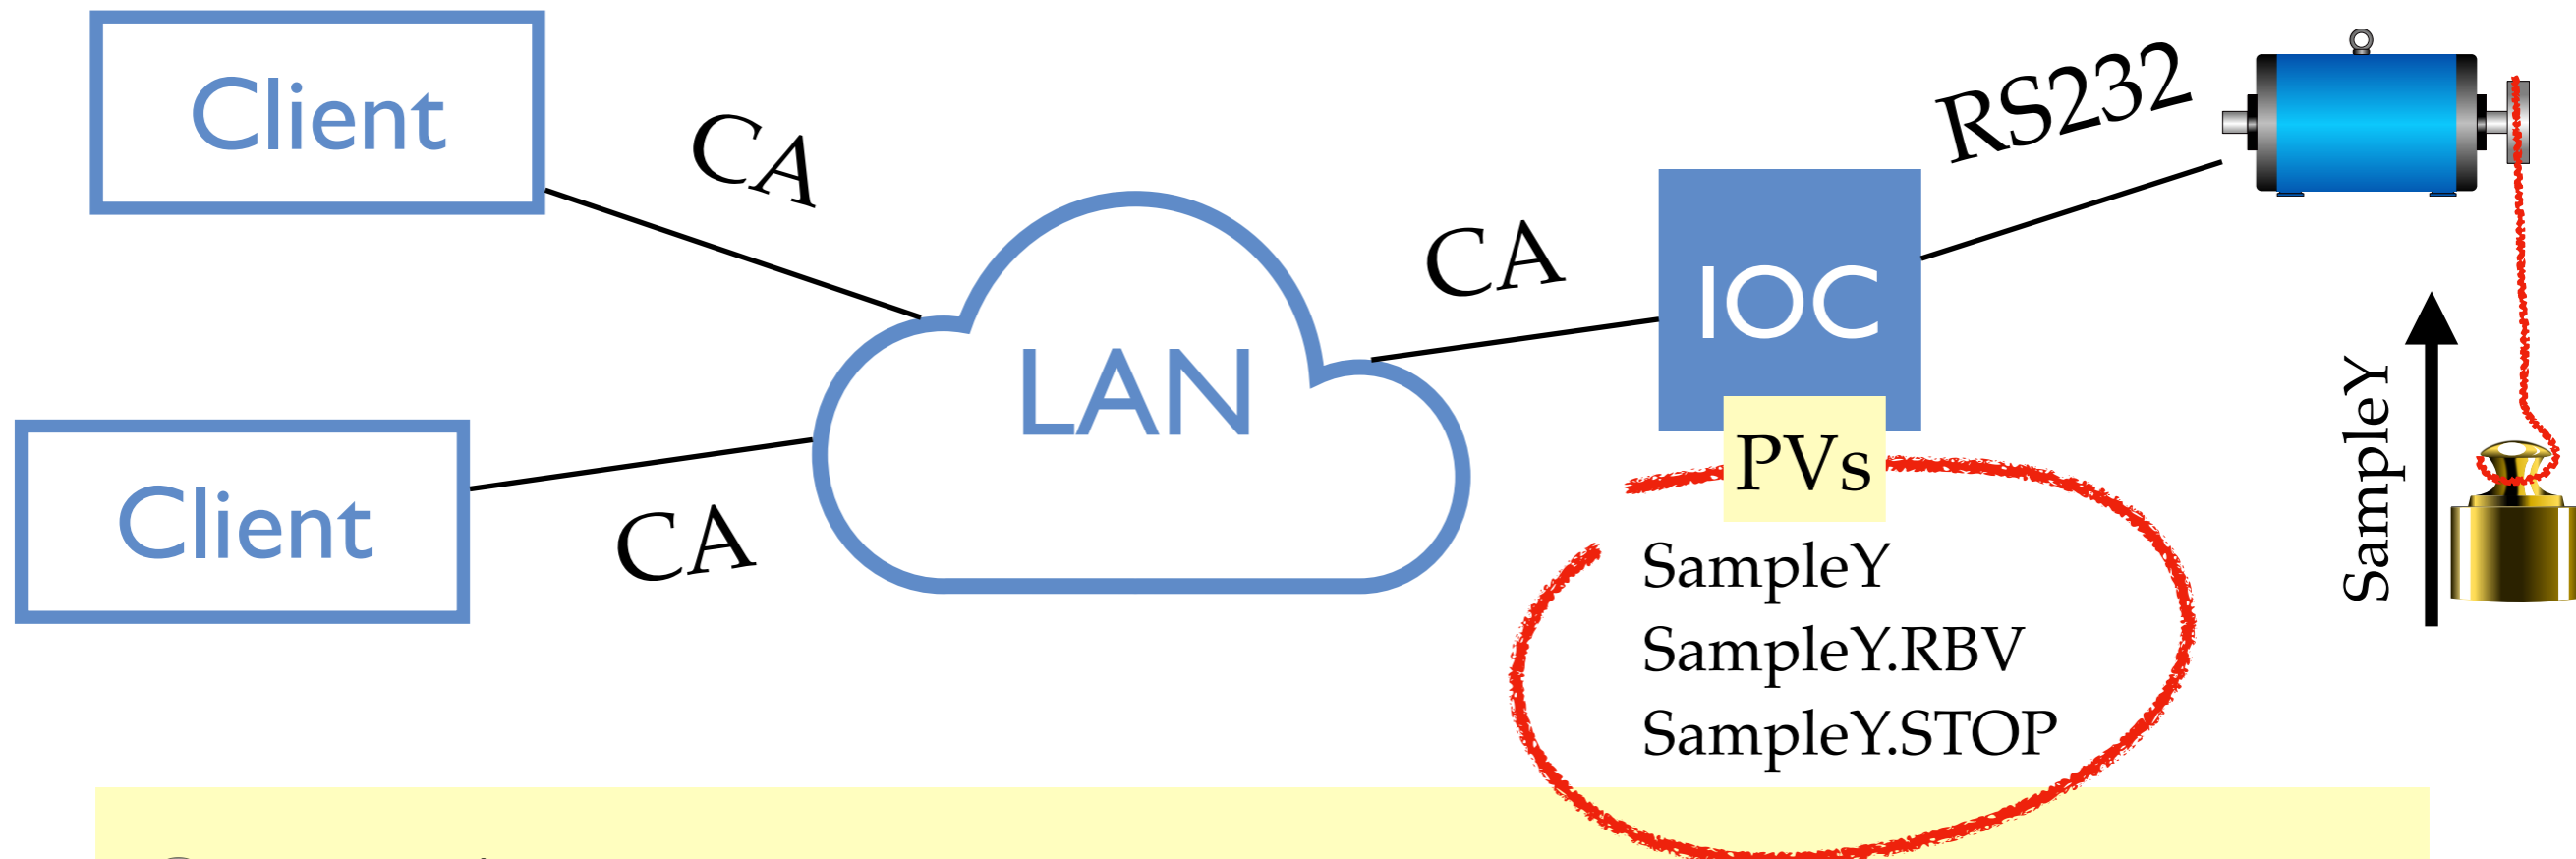 Client
CA
RS232
CA
IOC
LAN
Client
CA
PVs
SampleY
SampleY.RBV
SampleY.STOP
SampleY